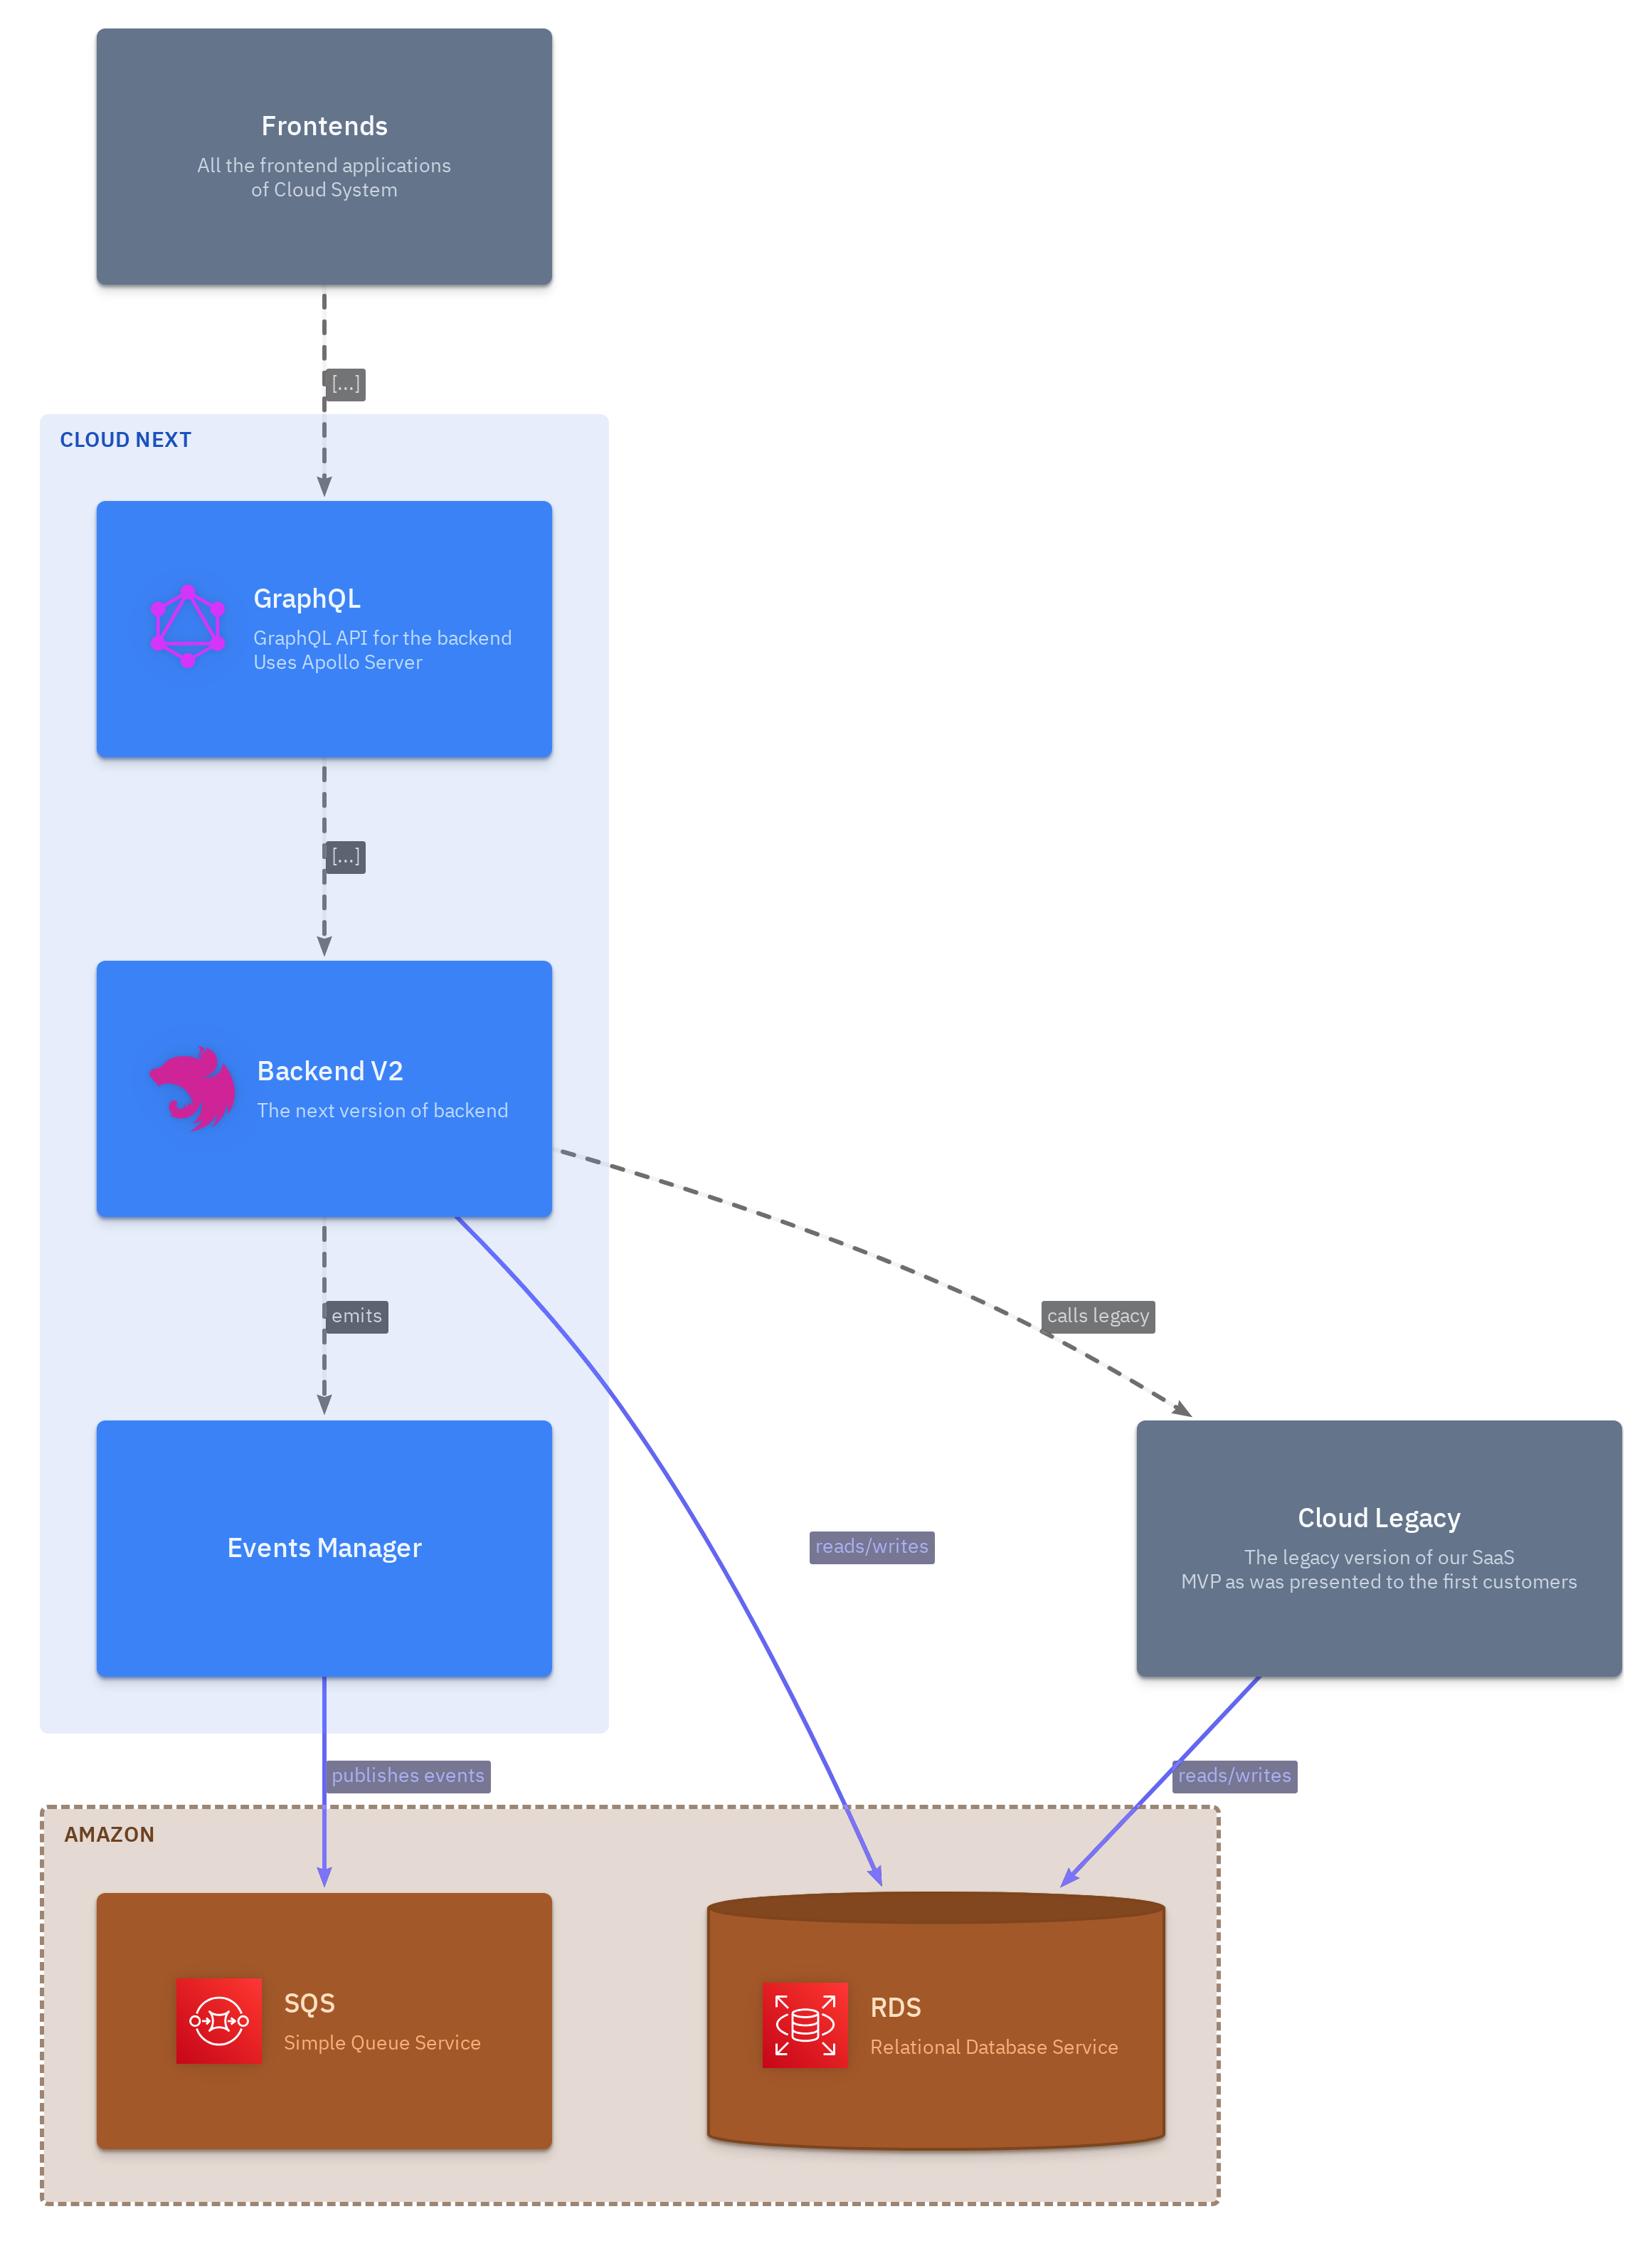 Frontends
All the frontend applications
of Cloud System
[...]
CLOUD NEXT
GraphQL
GraphQL API for the backend
Uses Apollo Server
[...]
Backend V2
The next version of backend
emits
calls legacy
Events Manager
reads/writes
Cloud Legacy
The legacy version of our SaaS
MVP as was presented to the first customers
publishes events
reads/writes
AMAZON
SQS
Simple Queue Service
RDS
Relational Database Service